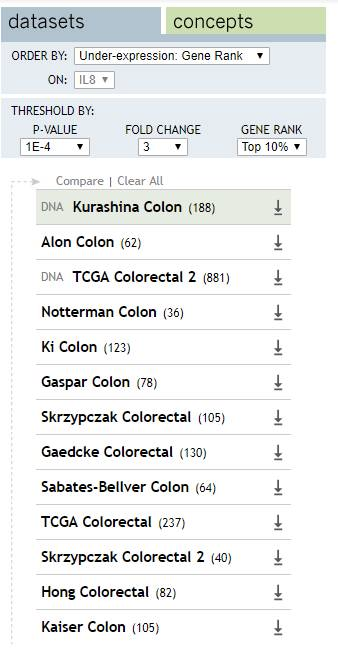 datasets concepts
ORDER BY: Under-expression: Gene Rank
ON: IL8
THRESHOLD BY:
P-VALUE FOLD CHANGE GENE RANK
1E-4 3 Top 10%
Compare | Clear All
DNA Kurashina Colon (188)
Alon Colon (62)
DNA TCGA Colorectal 2 (881)
Notterman Colon (36)
Ki Colon (123)
Gaspar Colon (78)
Skrzypczak Colorectal (105)
Gaedcke Colorectal (130)
Sabates-Bellver Colon (64)
TCGA Colorectal (237)
Skrzypczak Colorectal 2 (40)
Hong Colorectal (82)
Kaiser Colon (105)